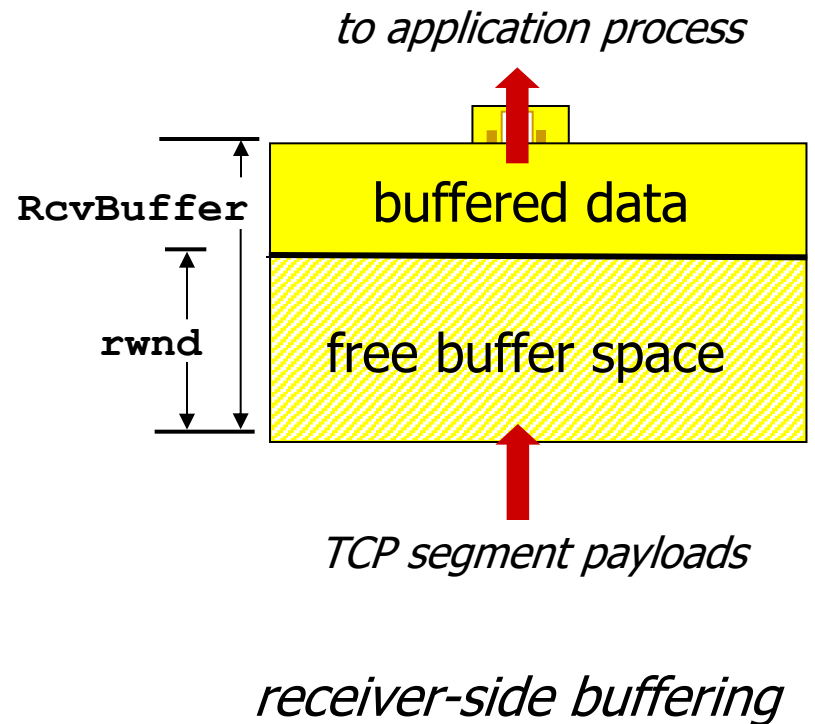 to application process
RcvBuffer
buffered data
rwnd
free buffer space
TCP segment payloads
receiver-side buffering